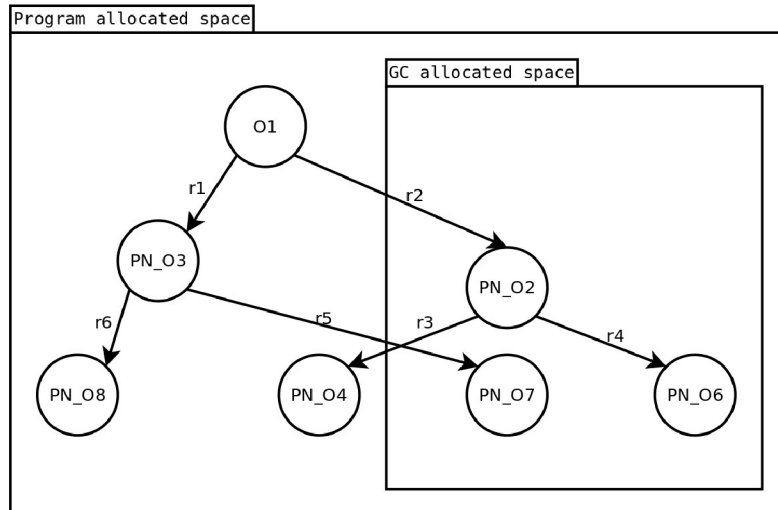 Program allocated space
GC allocated space
O1
r1
r2
PN_O3
PN_O2
r6
r5
r3
r4
PN_O8
PN_O4
PN_O7
PN_O6